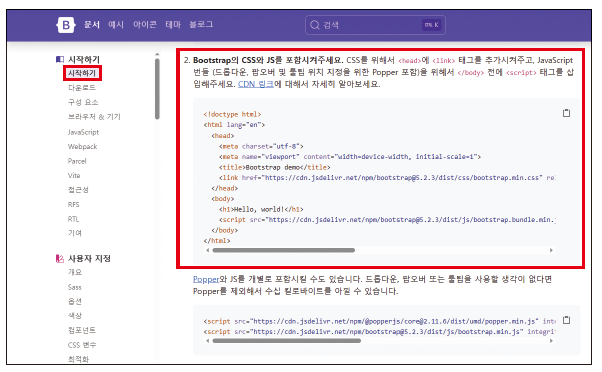 B 문서 예시 아이콘 테마 블로그 검색 K
시작하기
시작하기
다운로드
구성 요소
브라우저 & 기기
JavaScript
Webpack
Parcel
Vite
접근성
RFS
RTL
기여
사용자 지정
개요
Sass
옵션
색상
컴포넌트
CSS 변수
최적화
2. Bootstrap의 CSS와 JS를 포함시켜주세요. CSS를 위해서 <head>에 <link> 태그를 추가시켜주고, JavaScript
번들 (드롭다운, 팝오버 및 툴팁 위치 지정을 위한 Popper 포함)을 위해서 </body> 전에 <script> 태그를 삽
입해주세요. CDN 링크에 대해서 자세히 알아보세요.
<!doctype html>
<html lang="en">
<head>
<meta charset="utf-8">
<meta name="viewport" content="width=device-width, initial-scale=1">
<title>Bootstrap demo</title>
<link href="https://cdn.jsdelivr.net/npm/bootstrap@5.2.3/dist/css/bootstrap.min.css" rel
</head>
<body>
<h1>Hello, world!</h1>
<script src="https://cdn.jsdelivr.net/npm/bootstrap@5.2.3/dist/js/bootstrap.bundle.min.j
</body>
</html>
Popper와 JS를 개별로 포함시킬 수도 있습니다. 드롭다운, 팝오버 또는 툴팁을 사용할 생각이 없다면
Popper를 제외해서 수십 킬로바이트를 아낄 수 있습니다.
<script src="https://cdn.jsdelivr.net/npm/@popperjs/core@2.11.6/dist/umd/popper.min.js" inte
<script src="https://cdn.jsdelivr.net/npm/bootstrap@5.2.3/dist/js/bootstrap.min.js" integrit